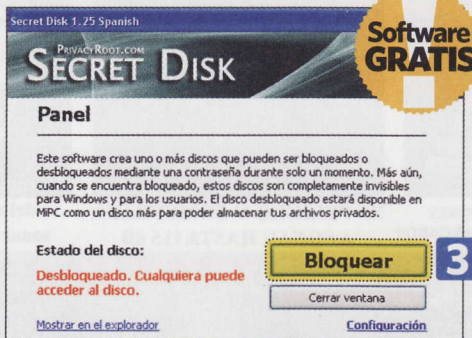 Secret Disk 1.25 Spanish
Software
GRATIS
PRIVACYROOT.COM
SECRET DISK
Panel
Este software crea uno o más discos que pueden ser bloqueados o
desbloqueados mediante una contraseña durante solo un momento. Más aún,
cuando se encuentra bloqueado, estos discos son completamente invisibles
para Windows y para los usuarios. El disco desbloqueado estará disponible en
MiPC como un disco más para poder almacenar tus archivos privados.
Estado del disco:
Desbloqueado. Cualquiera puede
acceder al disco.
Bloquear
3
Cerrar ventana
Mostrar en el explorador
Configuración